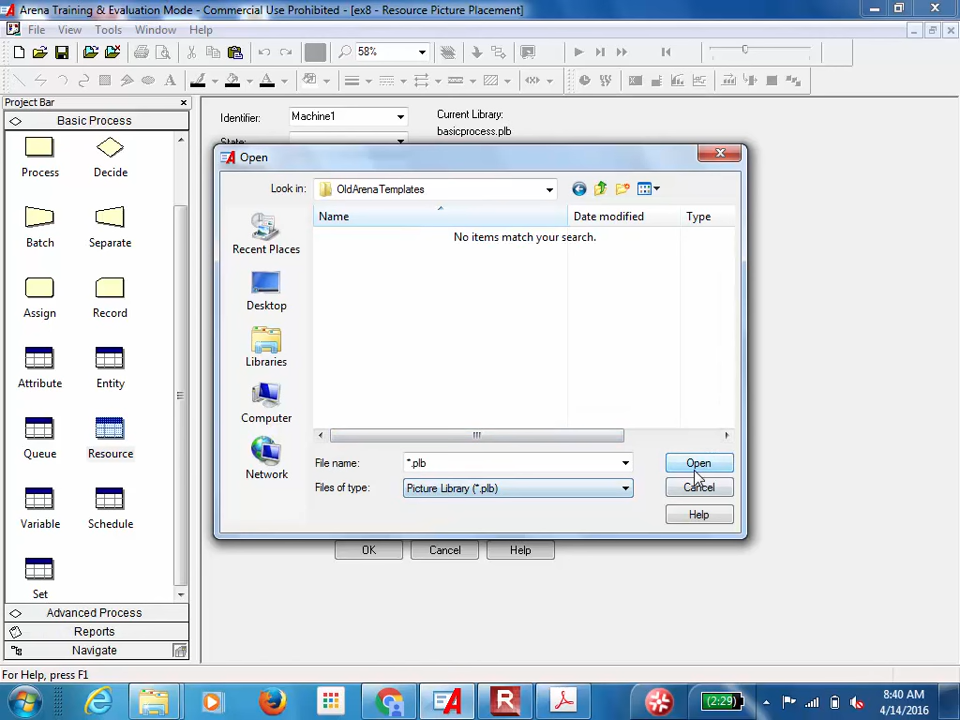 Arena Training & Evaluation Mode - Commercial Use Prohibited - [ex8 - Resource Picture Placement]
File View Tools Window Help
58%
Project Bar
Basic Process
Process Decide
Batch Separate
Assign Record
Attribute Entity
Queue Resource
Variable Schedule
Set
Advanced Process
Reports
Navigate
Identifier: Machine1 Current Library:
State: basicprocess.plb
Open
Look in: OldArenaTemplates
Name Date modified Type
No items match your search.
Recent Places
Desktop
Libraries
Computer
Network
File name: *.plb Open
Files of type: Picture Library (*.plb) Cancel
Help
OK Cancel Help
For Help, press F1
(2:29)
8:40 AM
4/14/2016